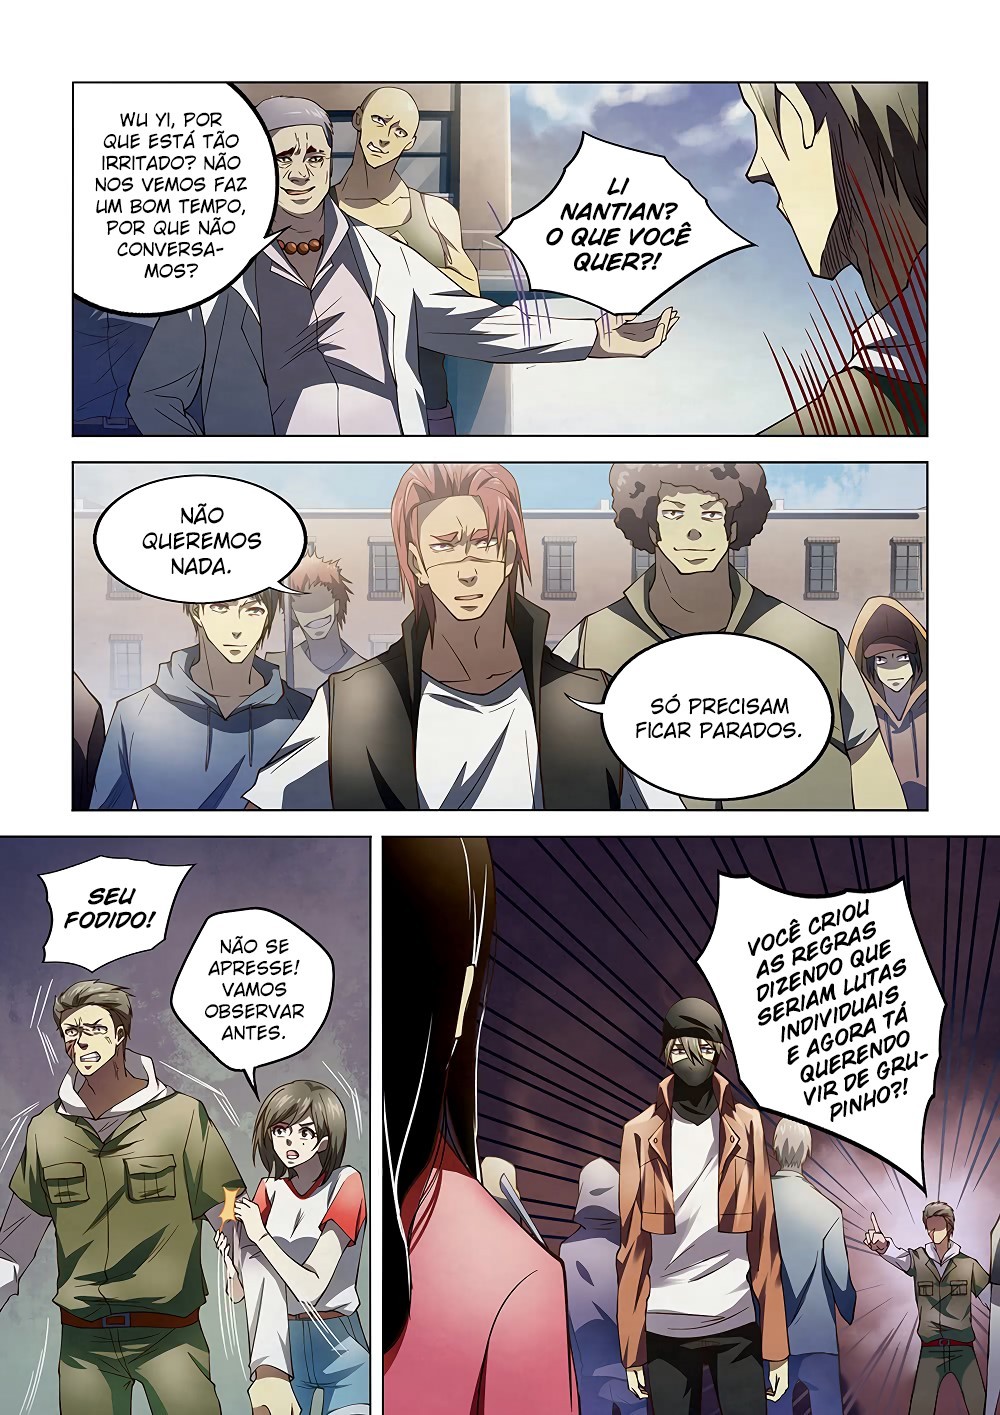 WU YI, POR
QUE ESTÁ TÃO
IRRITADO? NÃO
NOS VEMOS FAZ
UM BOM TEMPO,
POR QUE NÃO
CONVERSA-
MOS?
LI
NANTIAN?
O QUE VOCÊ
QUER?!
NÃO
QUEREMOS
NADA.
SÓ PRECISAM
FICAR PARADOS.
SEU
FODIDO!
NÃO SE
APRESSE!
VAMOS
OBSERVAR
ANTES.
VOCÊ CRIOU
AS REGRAS
DIZENDO QUE
SERIAM LUTAS
INDIVIDUAIS
E AGORA TÁ
QUERENDO
VIR DE GRU-
PINHO?!